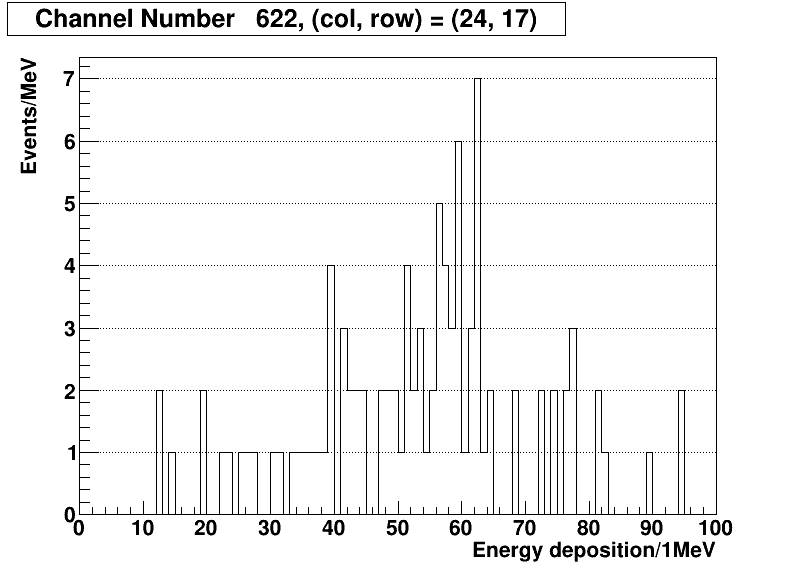 Channel Number   622, (col, row) = (24, 17)
Events/MeV
7
6
5
4
3
2
1
0
0 10 20 30 40 50 60 70 80 90 100
Energy deposition/1MeV